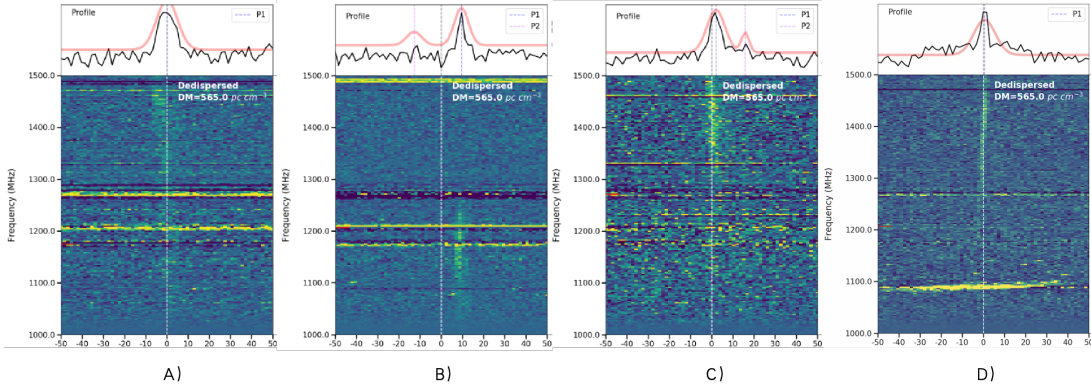 Profile
P1
Profile
P1
P2
Profile
P1
P2
Profile
P1
Dedispersed
DM=565.0 pc cm⁻³
Dedispersed
DM=565.0 pc cm⁻³
Dedispersed
DM=565.0 pc cm⁻³
Dedispersed
DM=565.0 pc cm⁻³
Frequency (MHz)
1500.0
1400.0
1300.0
1200.0
1100.0
1000.0
Frequency (MHz)
1500.0
1400.0
1300.0
1200.0
1100.0
1000.0
Frequency (MHz)
1500.0
1400.0
1300.0
1200.0
1100.0
1000.0
Frequency (MHz)
1500.0
1400.0
1300.0
1200.0
1100.0
1000.0
-50 -40 -30 -20 -10 0 10 20 30 40 50
-50 -40 -30 -20 -10 0 10 20 30 40 50
-50 -40 -30 -20 -10 0 10 20 30 40 50
-50 -40 -30 -20 -10 0 10 20 30 40 50
A)
B)
C)
D)